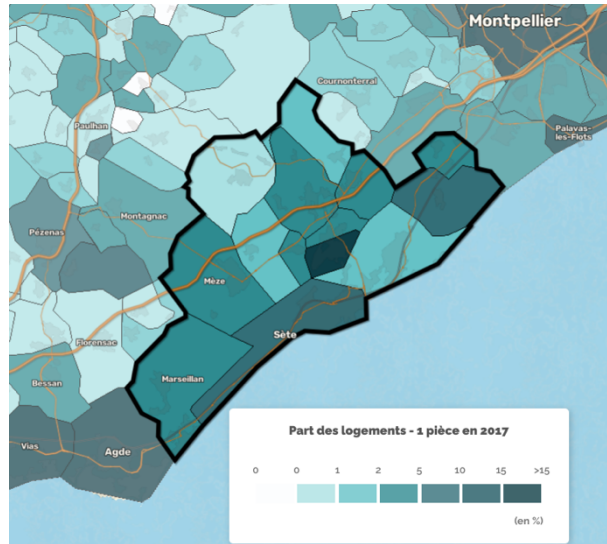 Montpellier
Cournonterral
Paulhan
Palavas-
les-Flots
Montagnac
Pézenas
Mèze
Sète
Florensac
Marseillan
Bessan
Vias
Agde
Part des logements - 1 pièce en 2017
0 0 1 2 5 10 15 >15
(en %)